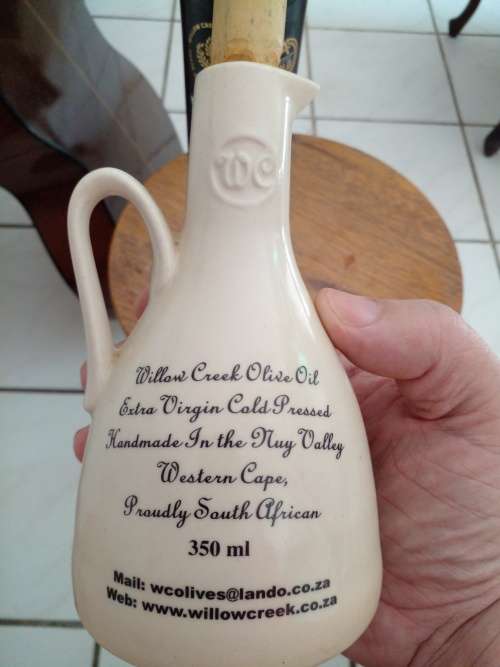 WC
Willow Creek Olive Oil
Extra Virgin Cold Pressed
Handmade In the Nuy Valley
Western Cape,
Proudly South African
350 ml
Mail: wcolives@lando.co.za
Web: www.willowcreek.co.za